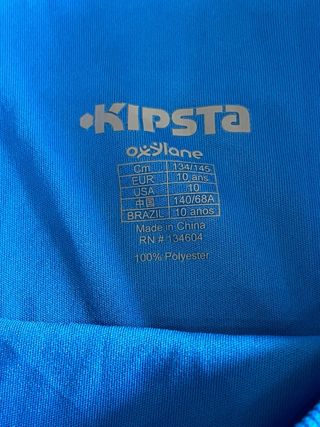 KIPSTA
oxylane
Cm 134/145
EUR 10 ans
USA 10
中国 140/68A
BRAZIL 10 años
Made in China
RN # 134604
100% Polyester